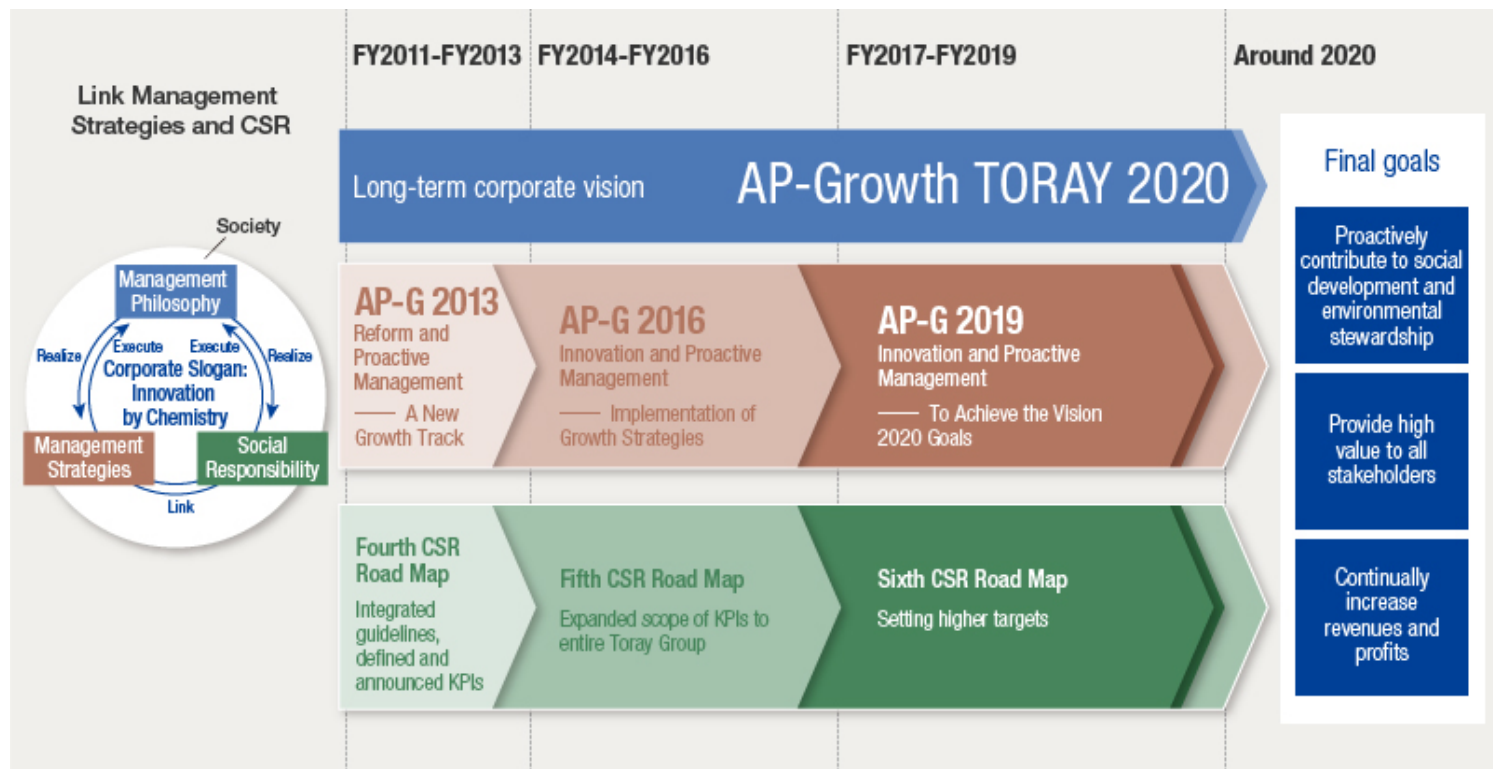 FY2011-FY2013
FY2014-FY2016
FY2017-FY2019
Around 2020
Link Management
Strategies and CSR
Society
Management
Philosophy
Realize
Execute
Execute
Realize
Corporate Slogan:
Innovation
by Chemistry
Management
Strategies
Social
Responsibility
Link
Long-term corporate vision
AP-Growth TORAY 2020
AP-G 2013
Reform and
Proactive
Management
—— A New
Growth Track
AP-G 2016
Innovation and Proactive
Management
—— Implementation of
Growth Strategies
AP-G 2019
Innovation and Proactive
Management
—— To Achieve the Vision
2020 Goals
Fourth CSR
Road Map
Integrated
guidelines,
defined and
announced KPIs
Fifth CSR Road Map
Expanded scope of KPIs to
entire Toray Group
Sixth CSR Road Map
Setting higher targets
Final goals
Proactively
contribute to social
development and
environmental
stewardship
Provide high
value to all
stakeholders
Continually
increase
revenues and
profits